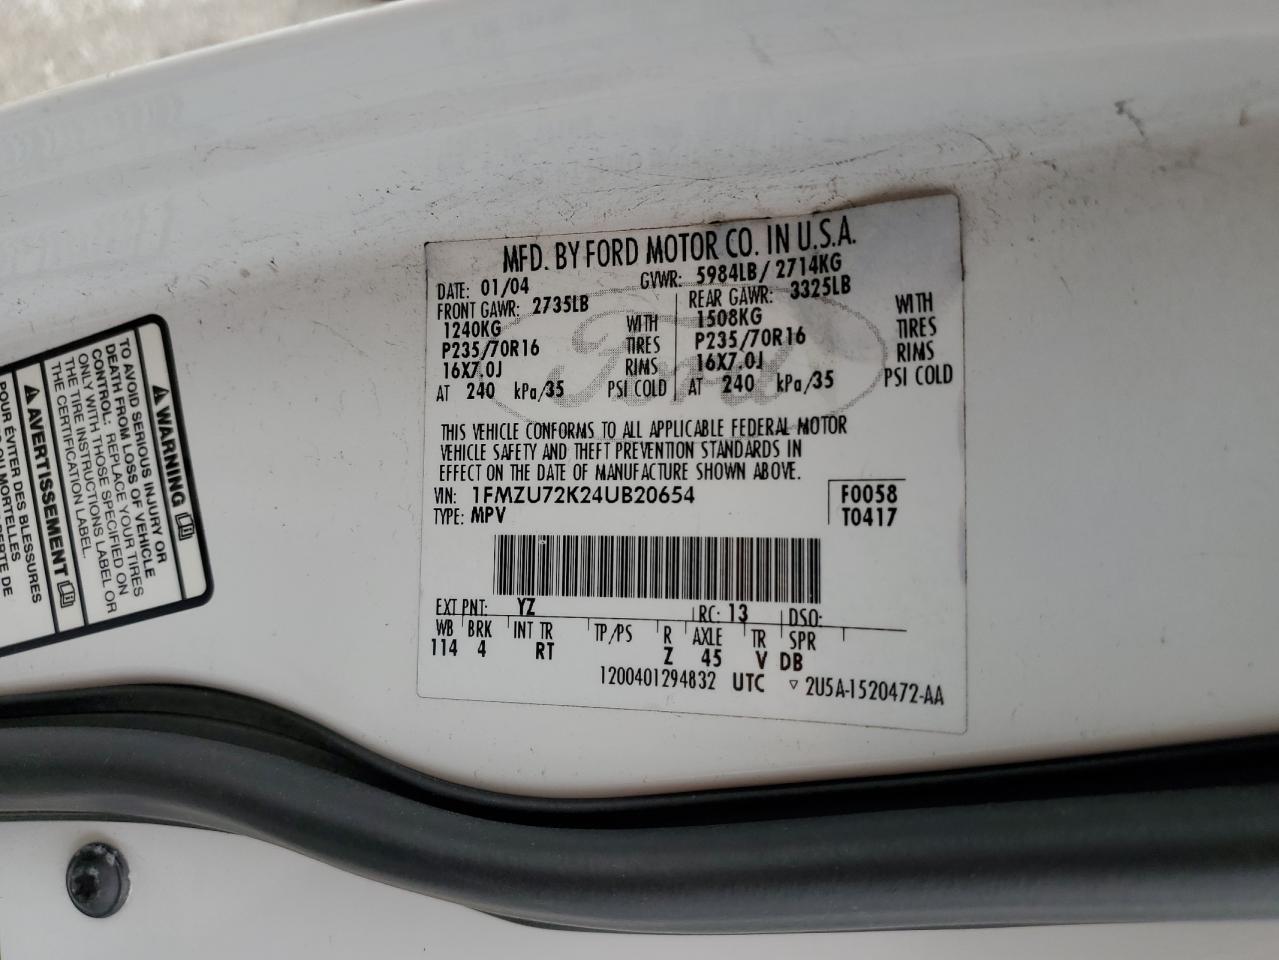 MFD. BY FORD MOTOR CO. IN U.S.A.
DATE: 01/04 GVWR: 5984LB/ 2714KG
FRONT GAWR: 2735LB REAR GAWR: 3325LB
1240KG WITH 1508KG WITH
P235/70R16 TIRES P235/70R16 TIRES
16X7.0J RIMS 16X7.0J RIMS
AT 240 kPa/35 PSI COLD AT 240 kPa/35 PSI COLD
Ford
THIS VEHICLE CONFORMS TO ALL APPLICABLE FEDERAL MOTOR
VEHICLE SAFETY AND THEFT PREVENTION STANDARDS IN
EFFECT ON THE DATE OF MANUFACTURE SHOWN ABOVE.
VIN: 1FMZU72K24UB20654 F0058
TYPE: MPV T0417
EXT PNT: YZ RC: 13 DSO:
WB BRK INT TR TP/PS R AXLE TR SPR
114 4 RT Z 45 V DB
1200401294832 UTC ▽ 2U5A-1520472-AA
WARNING
TO AVOID SERIOUS INJURY OR
DEATH FROM LOSS OF VEHICLE
CONTROL: REPLACE YOUR TIRES
ONLY WITH THOSE SPECIFIED ON
THE TIRE INSTRUCTIONS LABEL OR
THE CERTIFICATION LABEL
AVERTISSEMENT
POUR ÉVITER DES BLESSURES